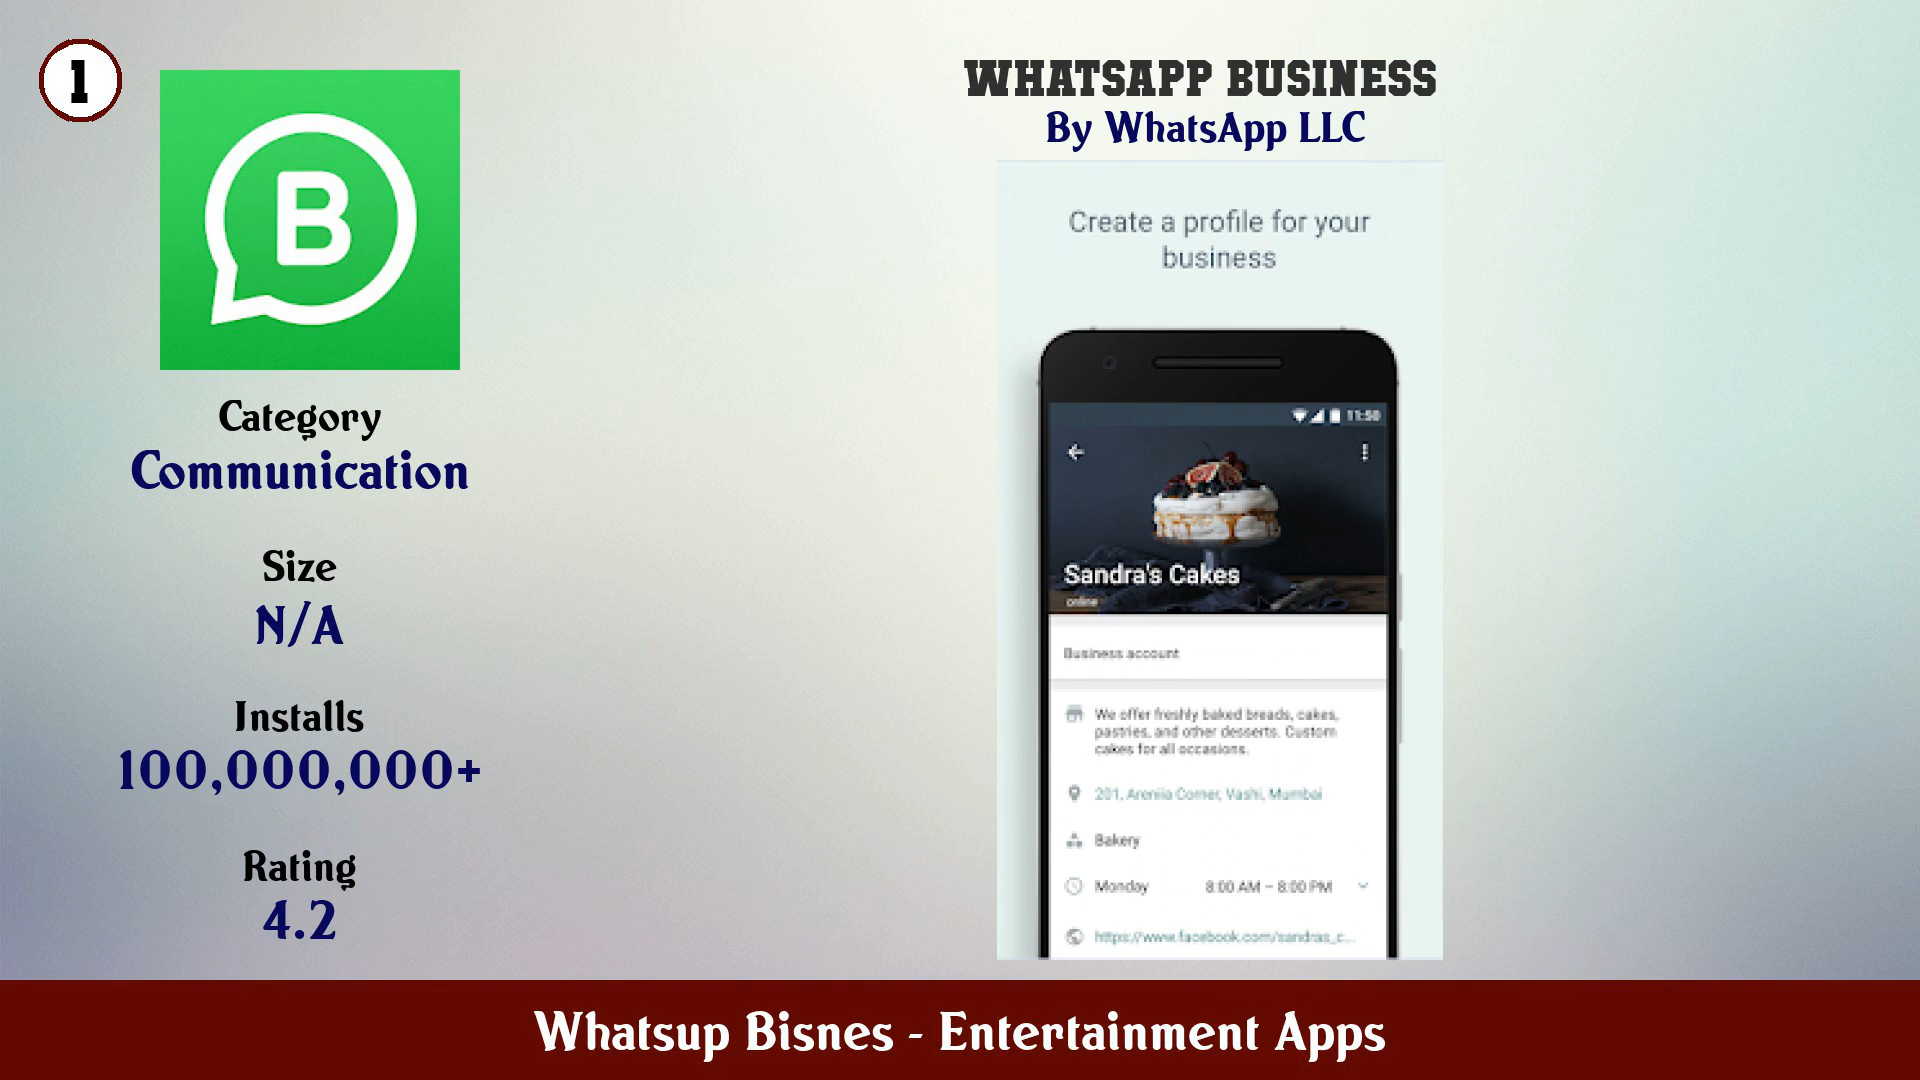 1
B
WHATSAPP BUSINESS
By WhatsApp LLC
Category
Communication
Size
N/A
Installs
100,000,000+
Rating
4.2
Create a profile for your
business
11:50
Sandra's Cakes
online
Business account
We offer freshly baked breads, cakes,
pastries, and other desserts. Custom
cakes for all occasions.
201, Areniia Corner, Vashi, Mumbai
Bakery
Monday 8:00 AM – 8:00 PM
https://www.facebook.com/sandras_c...
Whatsup Bisnes - Entertainment Apps